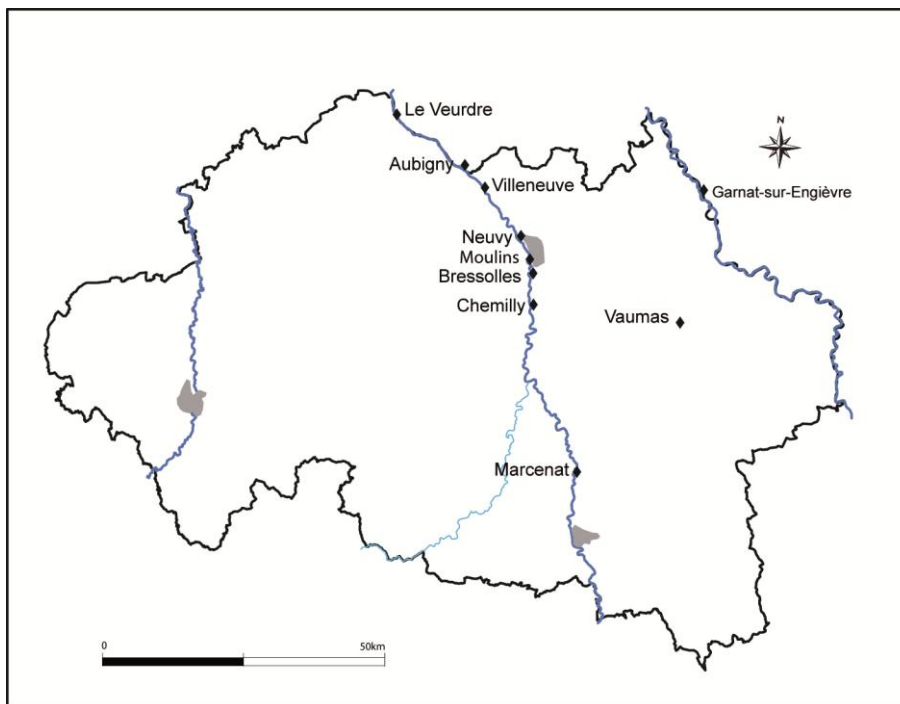 Le Veurdre
N
Aubigny
Villeneuve
Garnat-sur-Engièvre
Neuvy
Moulins
Bressolles
Chemilly
Vaumas
Marcenat
0
50km